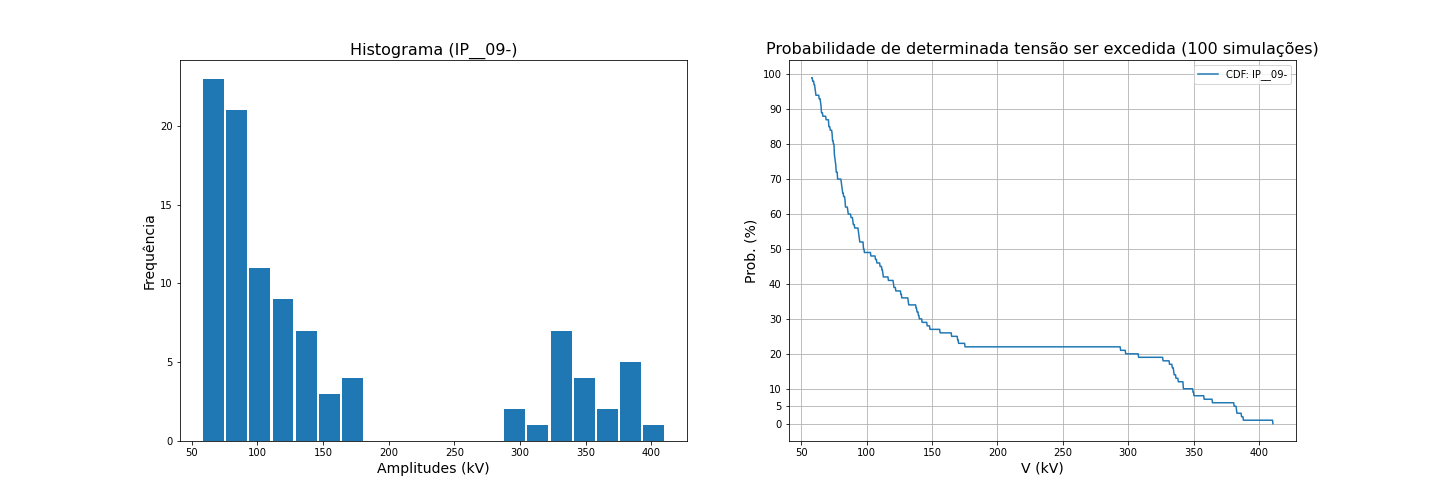 Histograma (IP__09-)
Frequência
20
15
10
5
0
50 100 150 200 250 300 350 400
Amplitudes (kV)
Probabilidade de determinada tensão ser excedida (100 simulações)
CDF: IP__09-
Prob. (%)
100
90
80
70
60
50
40
30
20
10
5
0
50 100 150 200 250 300 350 400
V (kV)